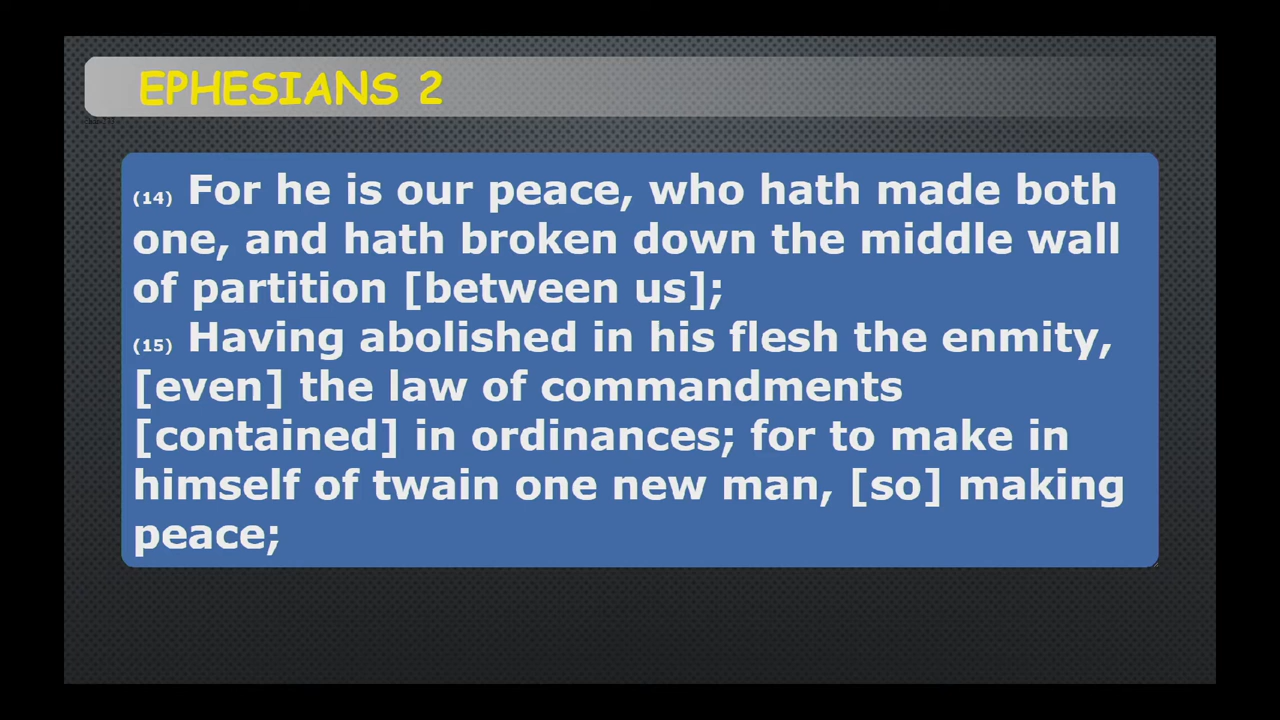 EPHESIANS 2
(14) For he is our peace, who hath made both
one, and hath broken down the middle wall
of partition [between us];
(15) Having abolished in his flesh the enmity,
[even] the law of commandments
[contained] in ordinances; for to make in
himself of twain one new man, [so] making
peace;